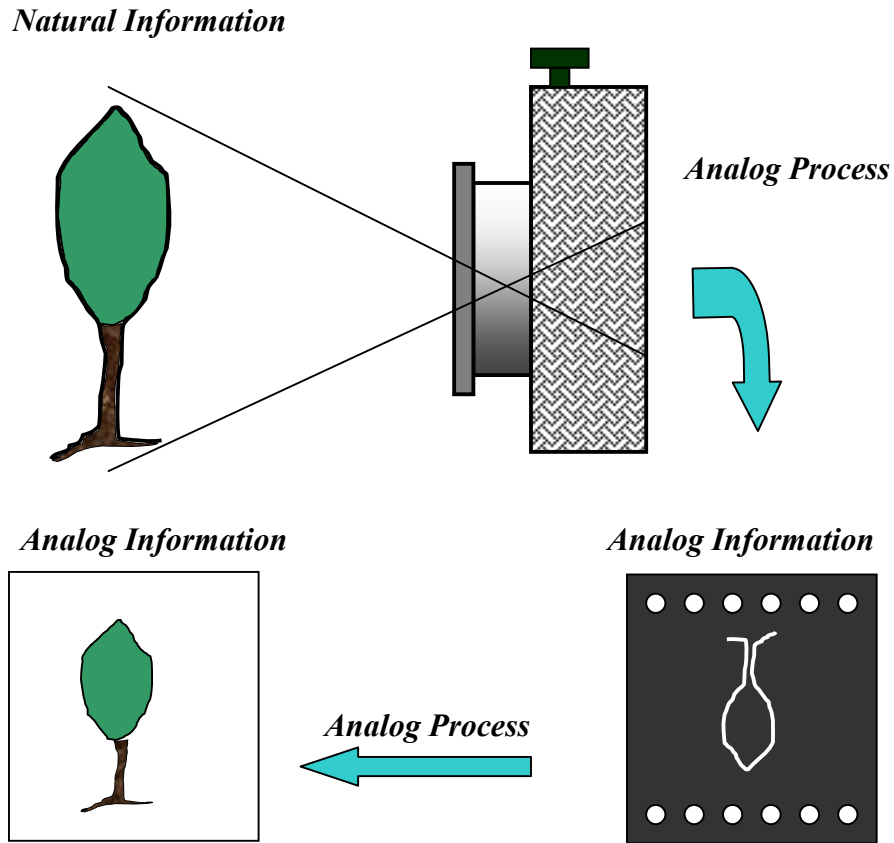 Natural Information
Analog Process
Analog Information
Analog Information
Analog Process